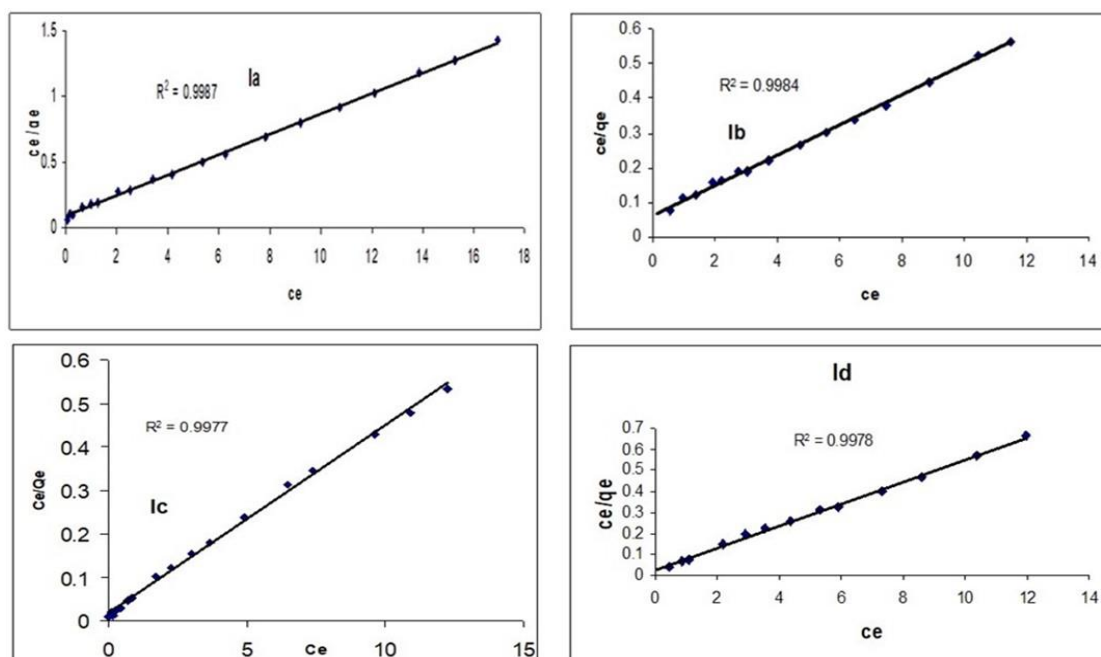 1.5
1
0.5
0
0 2 4 6 8 10 12 14 16 18
ce/qe
ce
R² = 0.9987
Ia
0.6
0.5
0.4
0.3
0.2
0.1
0
0 2 4 6 8 10 12 14
ce/qe
ce
R² = 0.9984
Ib
0.6
0.5
0.4
0.3
0.2
0.1
0
0 5 10 15
Ce/Qe
Ce
R² = 0.9977
Ic
Id
0.7
0.6
0.5
0.4
0.3
0.2
0.1
0
0 2 4 6 8 10 12 14
ce/qe
ce
R² = 0.9978